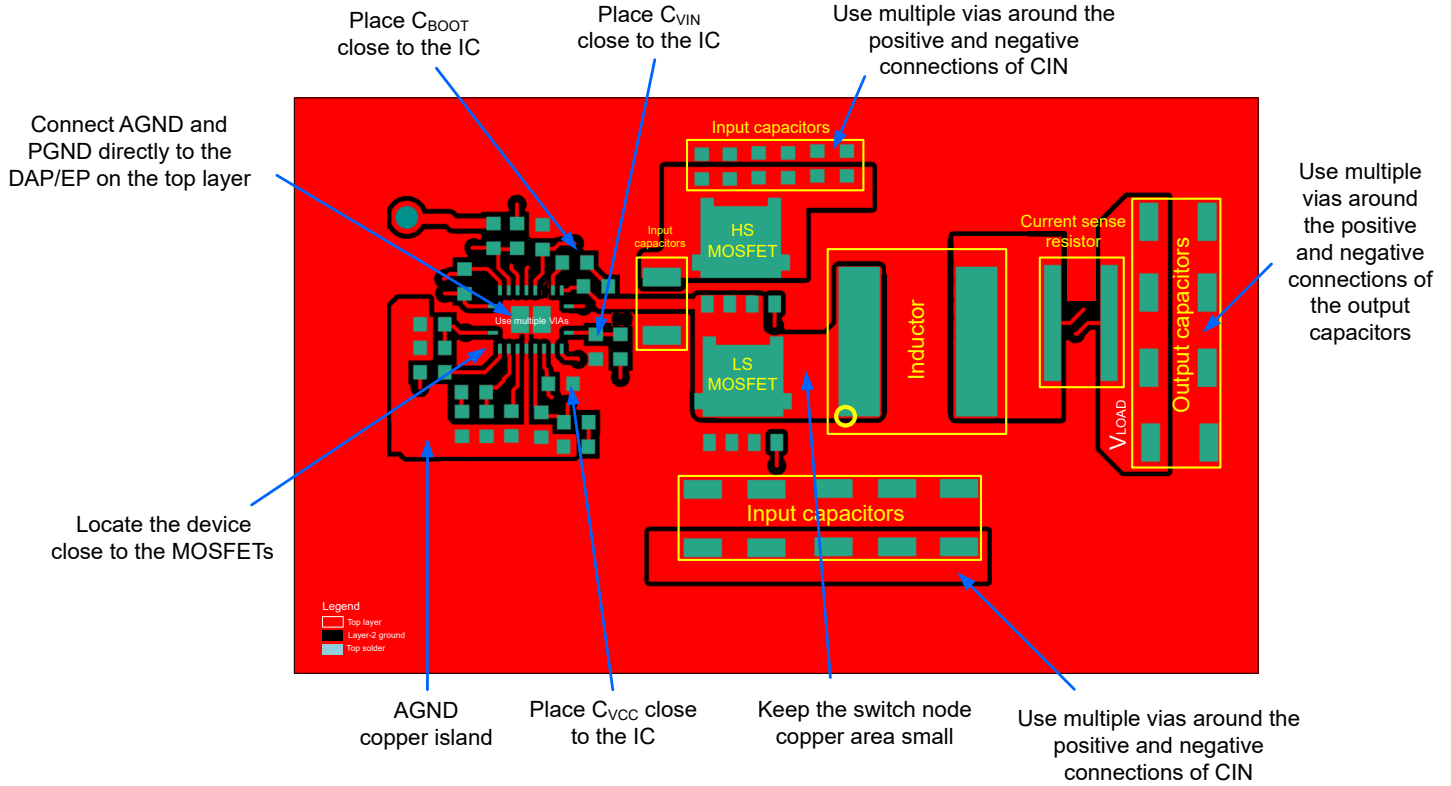 Place CBOOT
close to the IC
Place CVIN
close to the IC
Use multiple vias around the
positive and negative
connections of CIN
Connect AGND and
PGND directly to the
DAP/EP on the top layer
Input capacitors
Use multiple
vias around
the positive
and negative
connections of
the output
capacitors
Input
capacitors
HS
MOSFET
Current sense
resistor
Use multiple VIAs
LS
MOSFET
Inductor
Output capacitors
VLOAD
Input capacitors
Locate the device
close to the MOSFETs
Legend
Top layer
Layer-2 ground
Top solder
AGND
copper island
Place CVCC close
to the IC
Keep the switch node
copper area small
Use multiple vias around the
positive and negative
connections of CIN